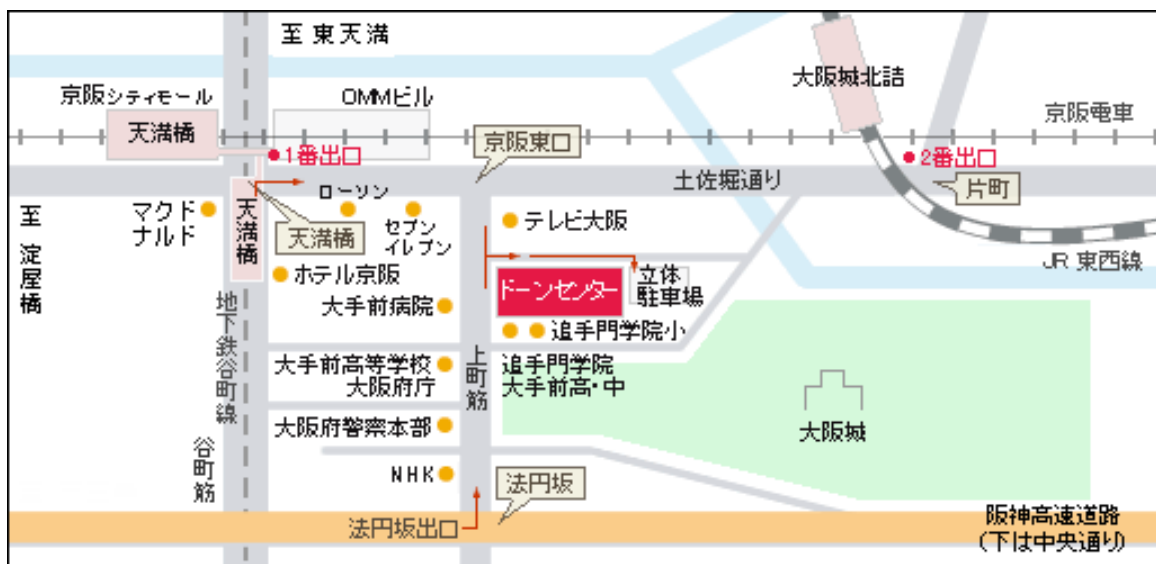 至 東天満
大阪城北詰
京阪シティモール
OMMビル
京阪電車
天満橋
1番出口
京阪東口
2番出口
土佐堀通り
片町
ローソン
マクド
ナルド
天満橋
天満橋
セブン
イレブン
テレビ大阪
至 淀屋橋
JR 東西線
ホテル京阪
ドーンセンター
立体
駐車場
大手前病院
追手門学院小
地下鉄谷町線
上町筋
大手前高等学校
大阪府庁
追手門学院
大手前高・中
大阪城
大阪府警察本部
谷町筋
NHK
法円坂
法円坂出口
阪神高速道路
(下は中央通り)